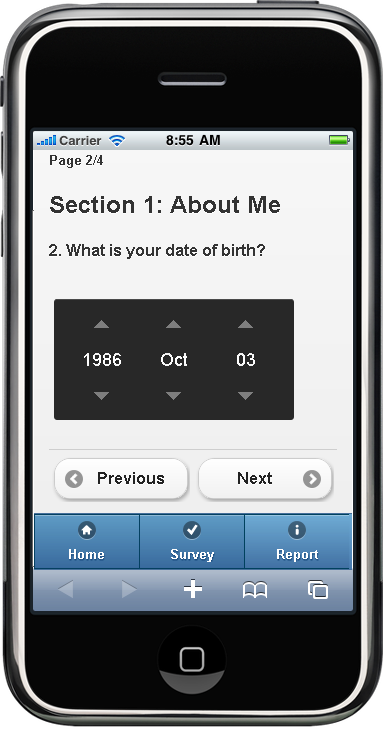 Carrier 8:55 AM
Page 2/4
Section 1: About Me
2. What is your date of birth?
1986 Oct 03
Previous Next
Home Survey Report